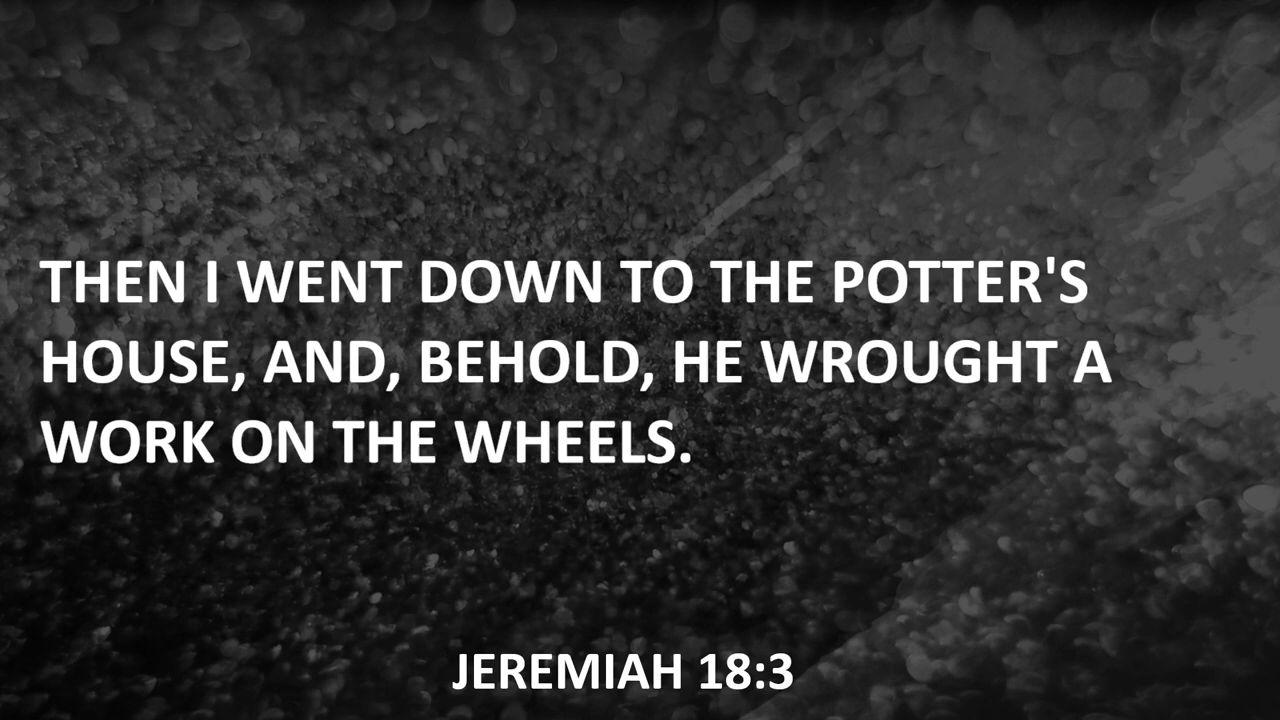 THEN I WENT DOWN TO THE POTTER'S
HOUSE, AND, BEHOLD, HE WROUGHT A
WORK ON THE WHEELS.
JEREMIAH 18:3